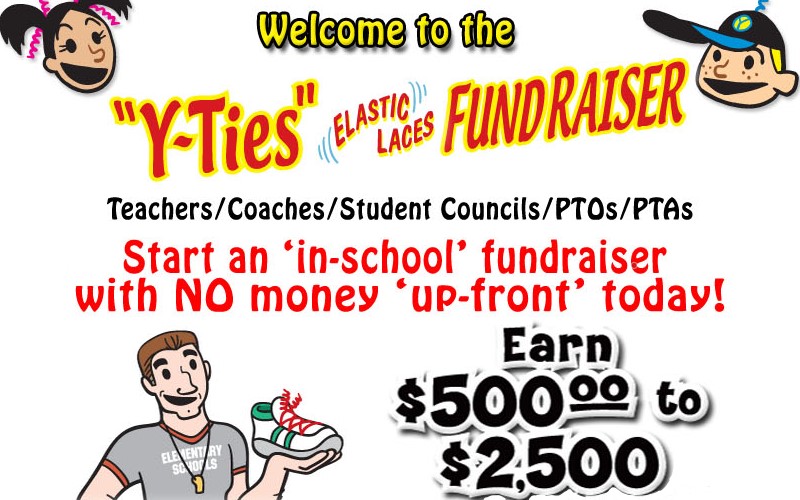 Welcome to the
"Y-Ties" ELASTIC LACES FUNDRAISER
Teachers/Coaches/Student Councils/PTOs/PTAs
Start an ‘in-school’ fundraiser
with NO money ‘up-front’ today!
Earn
$500.00 to
$2,500
ELEMENTARY
SCHOOLS